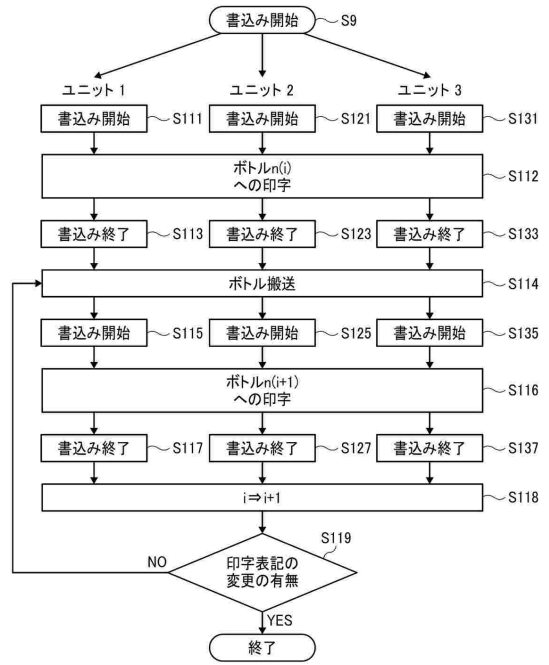 書込み開始 S9
ユニット 1 ユニット 2 ユニット 3
書込み開始 S111 書込み開始 S121 書込み開始 S131
ボトルn(i)
への印字 S112
書込み終了 S113 書込み終了 S123 書込み終了 S133
ボトル搬送 S114
書込み開始 S115 書込み開始 S125 書込み開始 S135
ボトルn(i+1)
への印字 S116
書込み終了 S117 書込み終了 S127 書込み終了 S137
i⇒i+1 S118
S119
NO 印字表記の
変更の有無
YES
終了